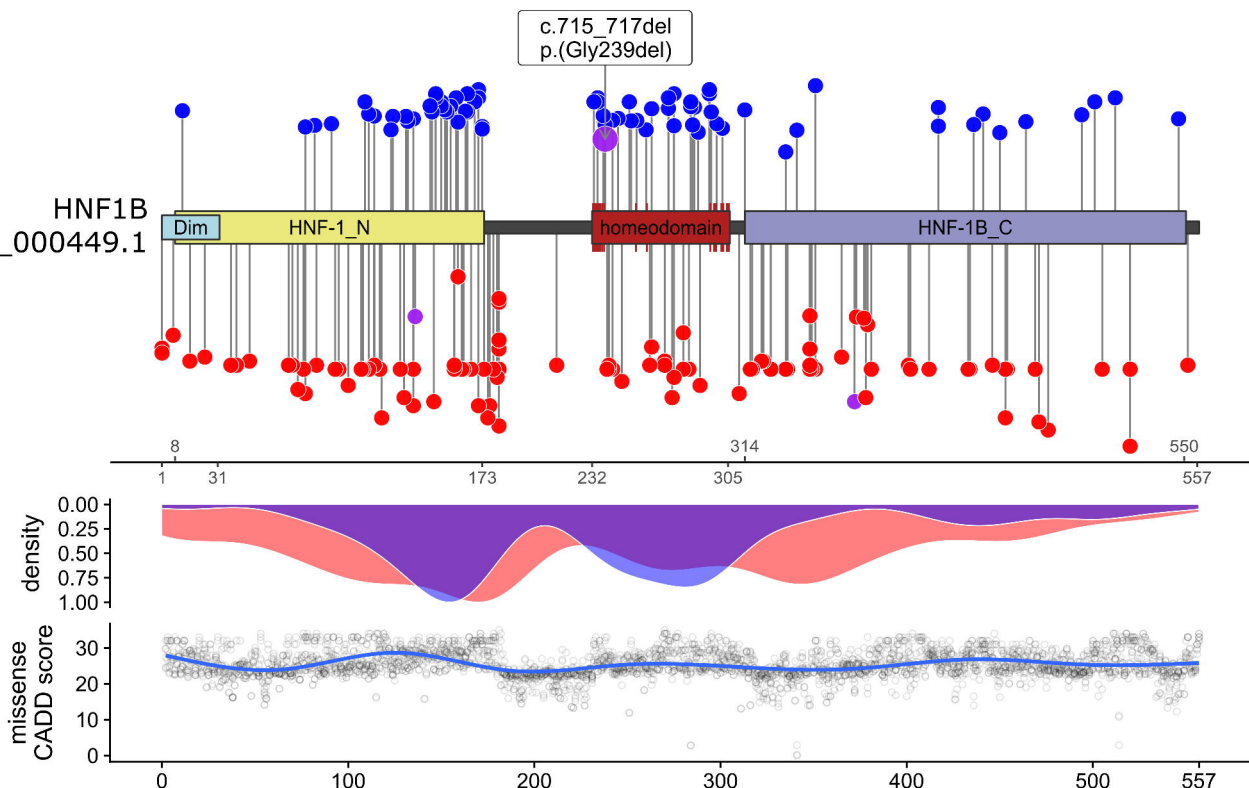 c.715_717del
p.(Gly239del)
HNF1B
_000449.1
Dim
HNF-1_N
homeodomain
HNF-1B_C
8
314
550
1
31
173
232
305
557
0.00
0.25
0.50
0.75
1.00
density
30
20
10
0
missense
CADD score
0
100
200
300
400
500
557